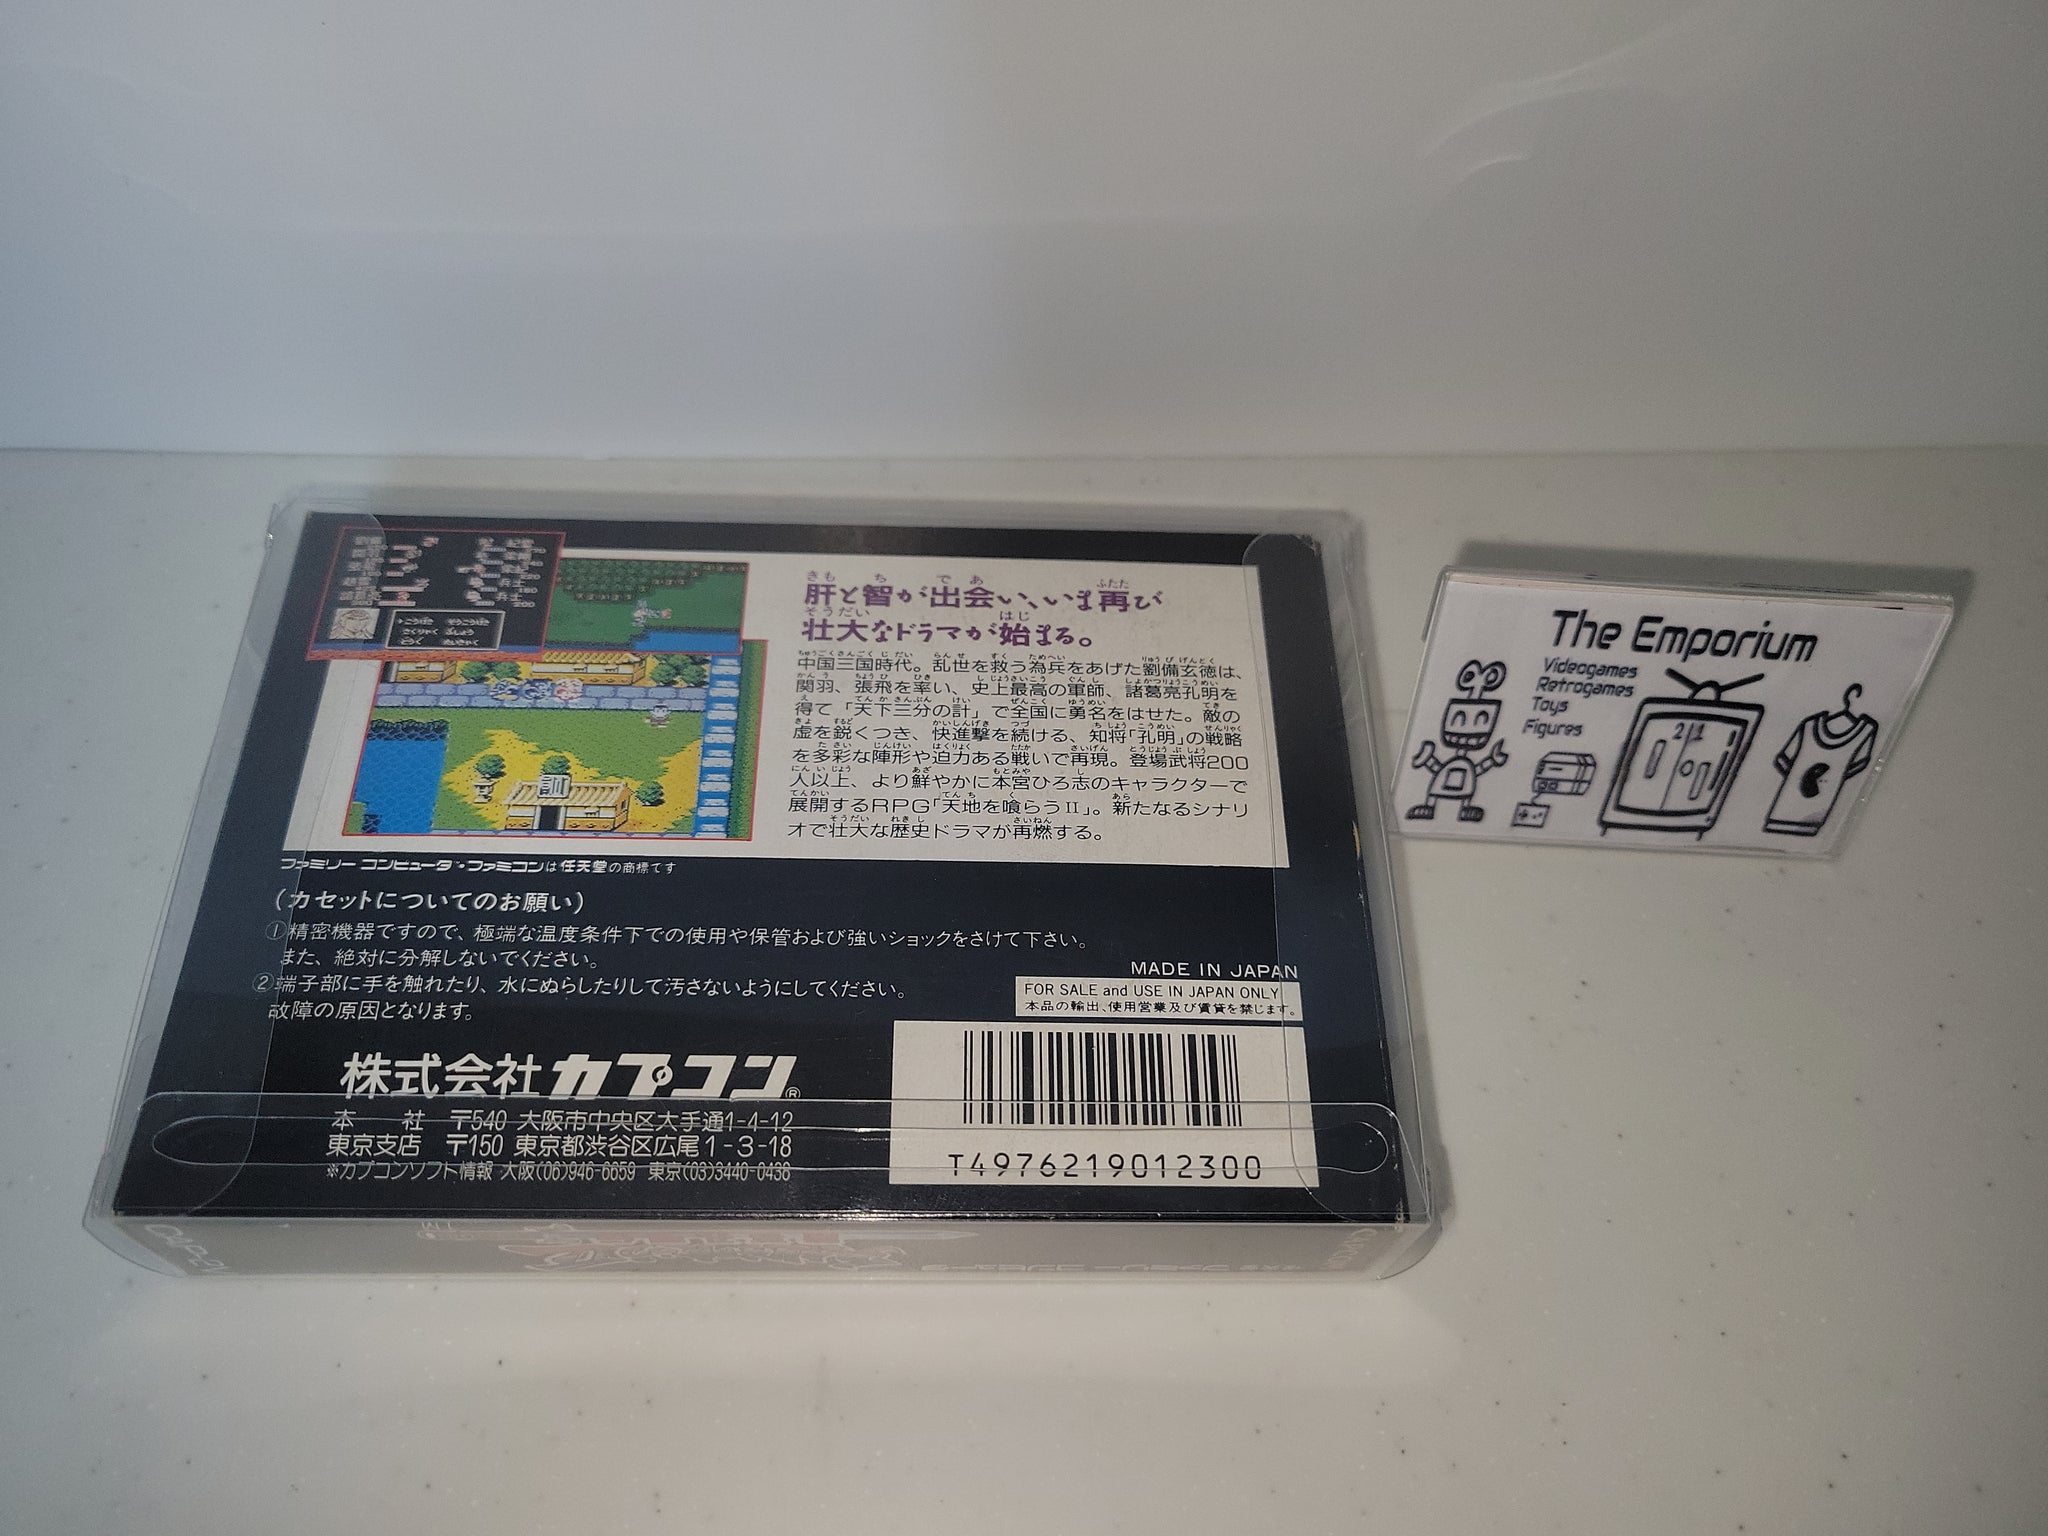 肝と智が出会い、いま再び
壮大なドラマが始まる。
中国三国時代。乱世を救う為兵をあげた劉備玄徳は、
関羽、張飛を率い、史上最高の軍師、諸葛亮孔明を
得て「天下三分の計」で全国に勇名をはせた。敵の
虚を鋭くつき、快進撃を続ける、知将「孔明」の戦略
を多彩な陣形や迫力ある戦いで再現。登場武将200
人以上、より鮮やかに本宮ひろ志のキャラクターで
展開するRPG「天地を喰らうII」。新たなるシナリ
オで壮大な歴史ドラマが再燃する。
ファミリーコンピュータ・ファミコンは任天堂の商標です
(カセットについてのお願い)
①精密機器ですので、極端な温度条件下での使用や保管および強いショックをさけて下さい。
また、絶対に分解しないでください。
②端子部に手を触れたり、水にぬらしたりして汚さないようにしてください。
故障の原因となります。
MADE IN JAPAN
FOR SALE and USE IN JAPAN ONLY
本品の輸出、使用営業及び賃貸を禁じます。
株式会社カプコン®
本 社 〒540 大阪市中央区大手通1-4-12
東京支店 〒150 東京都渋谷区広尾1-3-18
※カプコンソフト情報 大阪(06)946-6659 東京(03)3440-0438
T4976219012300
The Emporium
Videogames
Retrogames
Toys
Figures